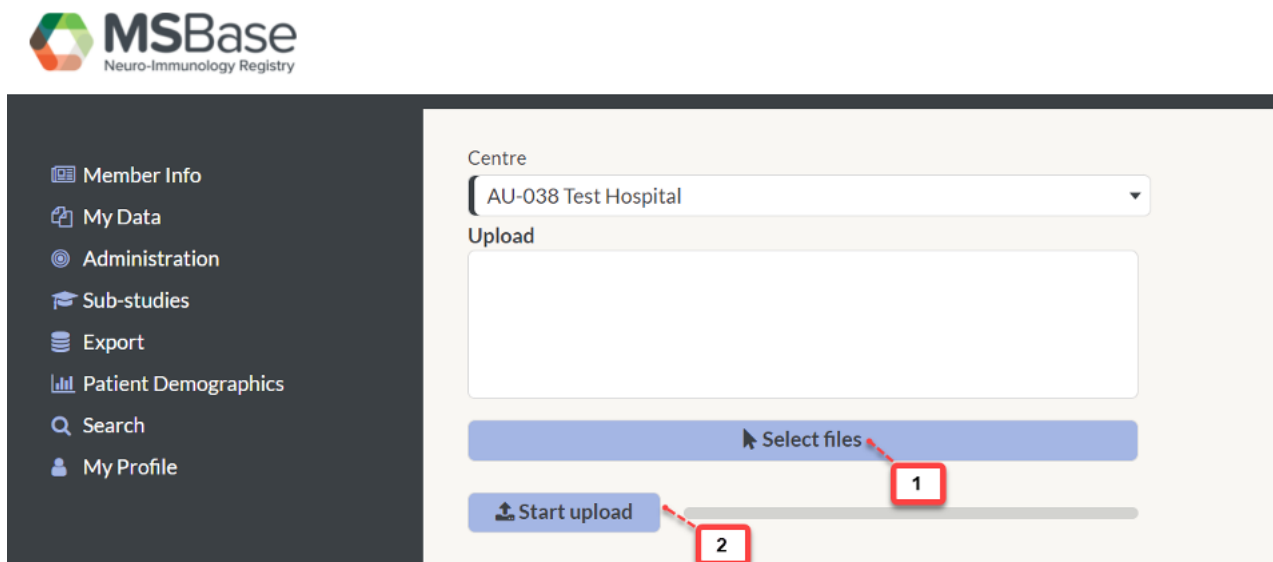 MSBase
Neuro-Immunology Registry
Member Info
My Data
Administration
Sub-studies
Export
Patient Demographics
Search
My Profile
Centre
AU-038 Test Hospital
Upload
Select files
1
Start upload
2